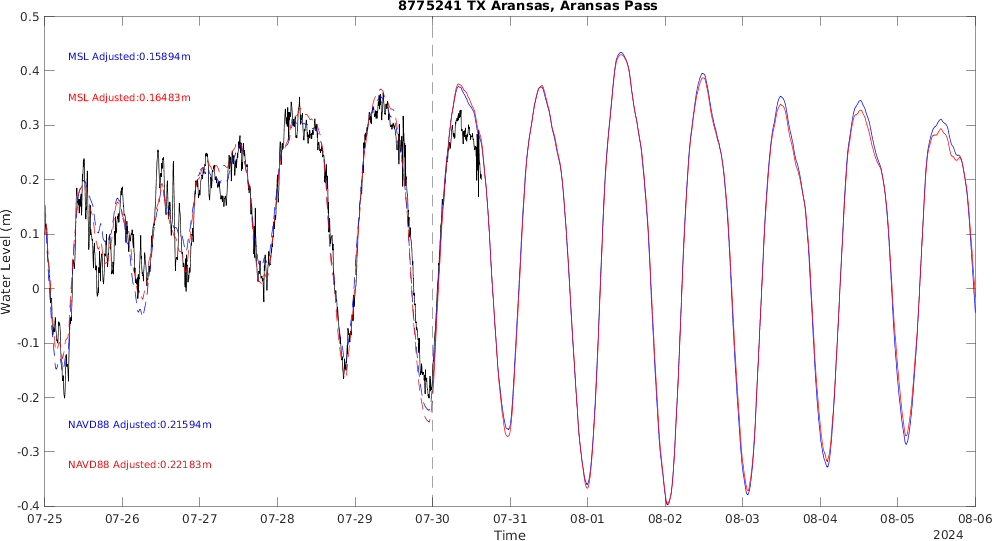 8775241 TX Aransas, Aransas Pass
0.5
0.4
0.3
0.2
0.1
0
-0.1
-0.2
-0.3
-0.4
Water Level (m)
MSL Adjusted:0.15894m
MSL Adjusted:0.16483m
NAVD88 Adjusted:0.21594m
NAVD88 Adjusted:0.22183m
07-25 07-26 07-27 07-28 07-29 07-30 07-31 08-01 08-02 08-03 08-04 08-05 08-06
Time
2024